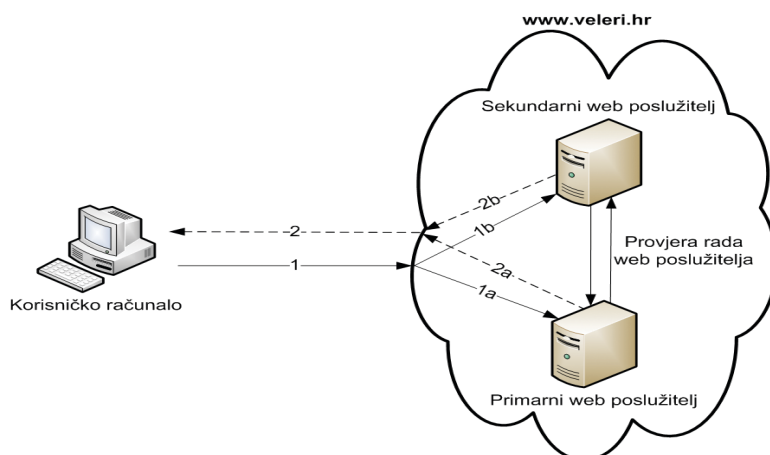 www.veleri.hr
Sekundarni web poslužitelj
2b
1b
2
Provjera rada
web poslužitelja
1
2a
1a
Korisničko računalo
Primarni web poslužitelj